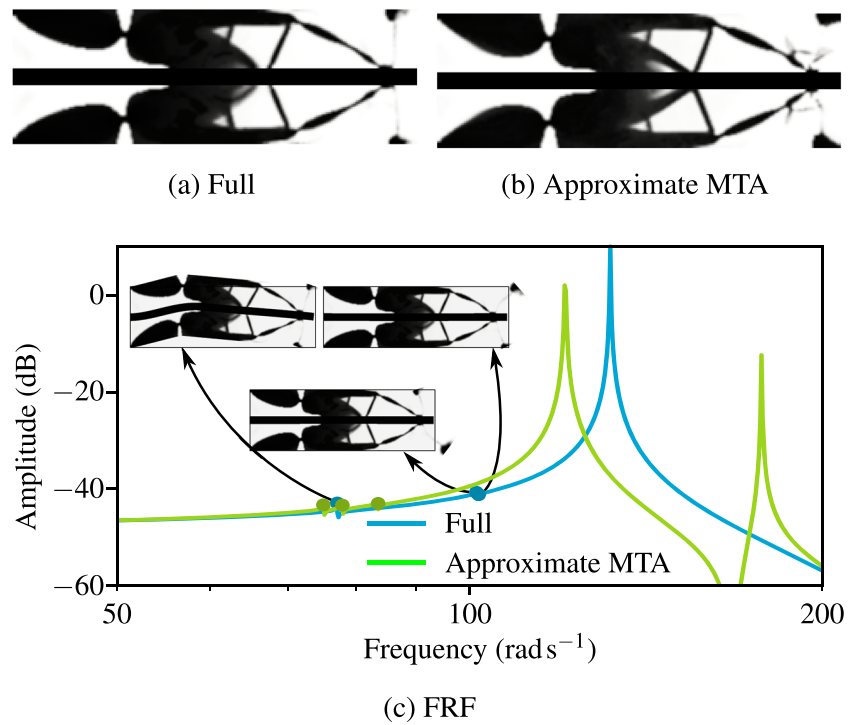 (a) Full
(b) Approximate MTA
0
−20
−40
−60
Amplitude (dB)
Full
Approximate MTA
50
100
200
Frequency (rad s⁻¹)
(c) FRF